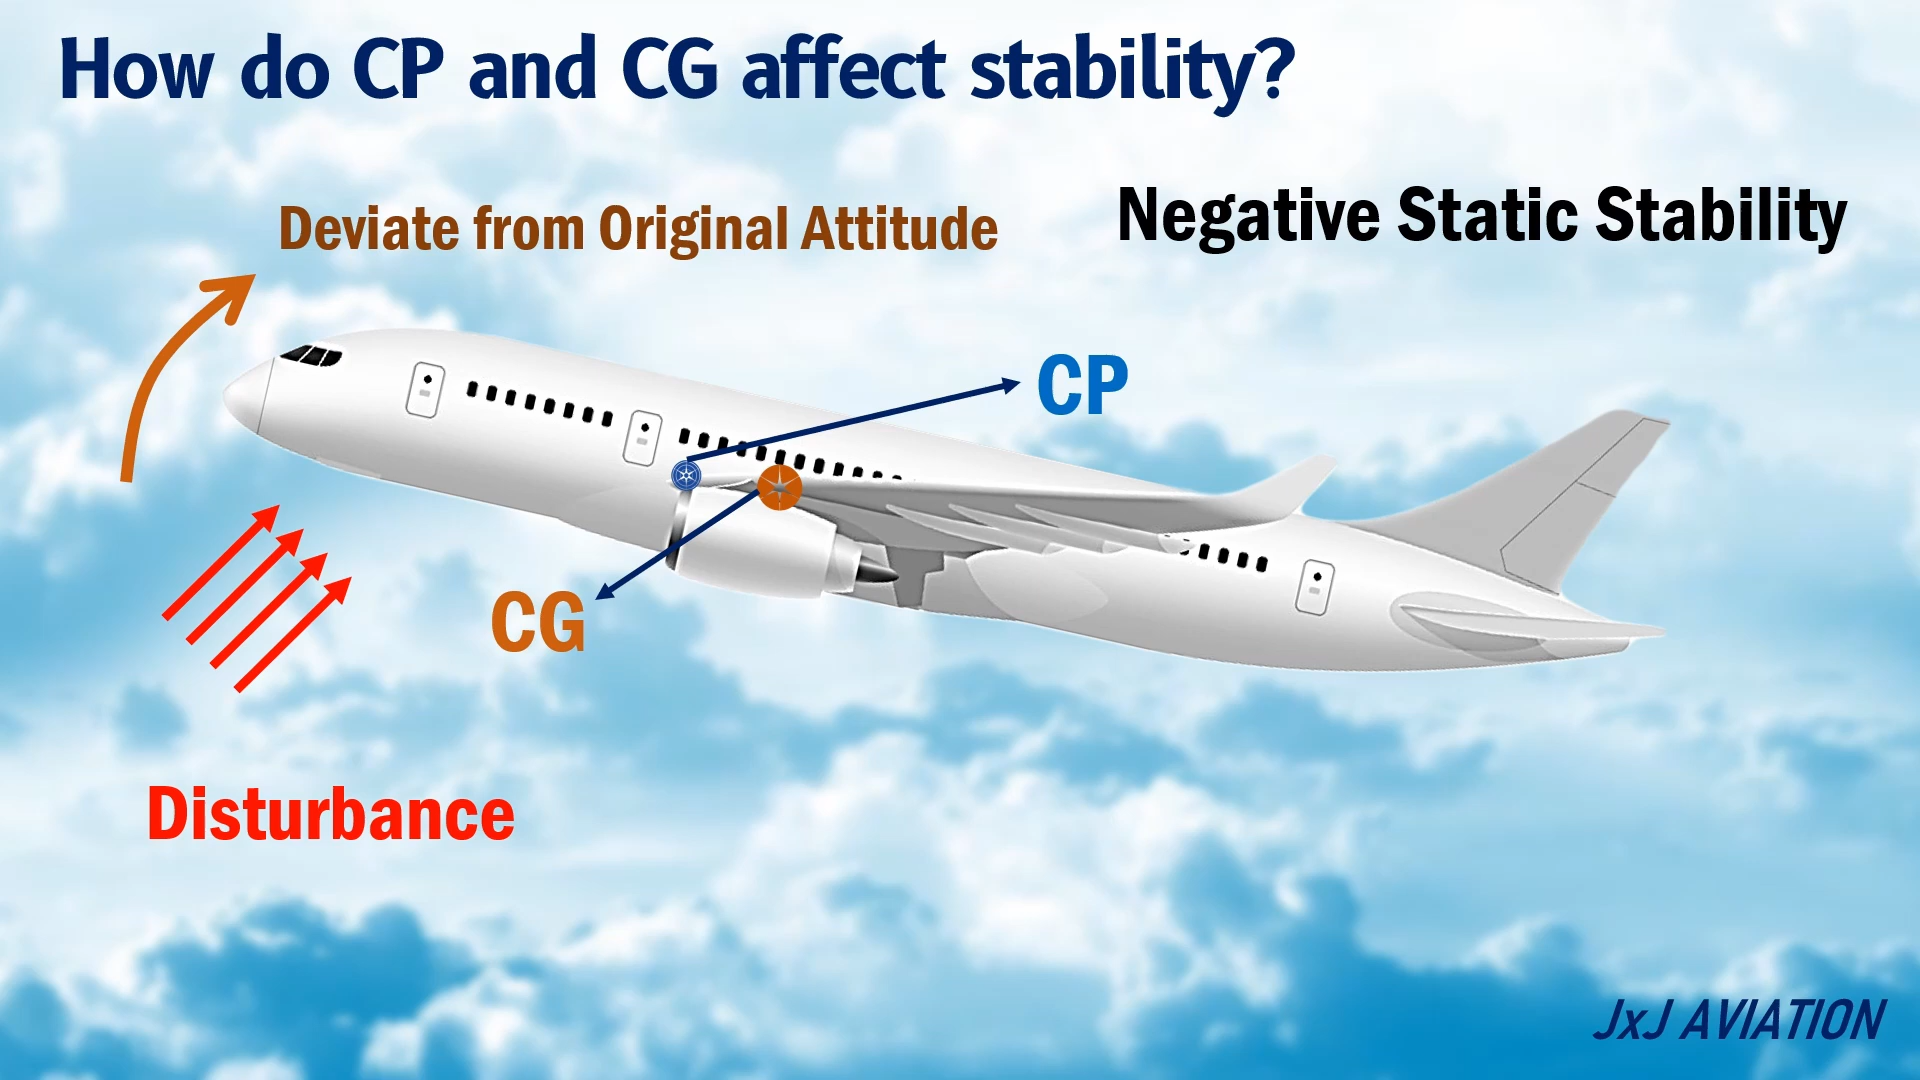 How do CP and CG affect stability?
Deviate from Original Attitude
Negative Static Stability
CP
CG
Disturbance
JxJ AVIATION